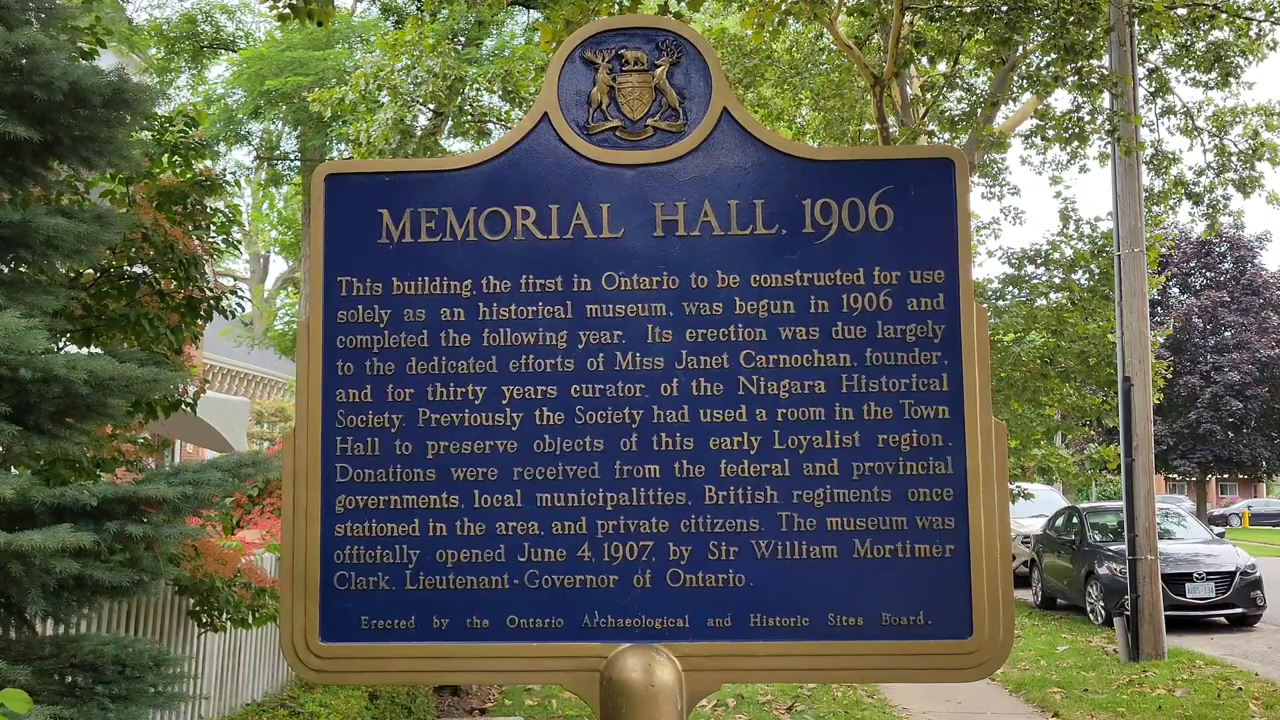 MEMORIAL HALL, 1906
This building, the first in Ontario to be constructed for use
solely as an historical museum, was begun in 1906 and
completed the following year. Its erection was due largely
to the dedicated efforts of Miss Janet Carnochan, founder,
and for thirty years curator of the Niagara Historical
Society. Previously the Society had used a room in the Town
Hall to preserve objects of this early Loyalist region.
Donations were received from the federal and provincial
governments, local municipalities, British regiments once
stationed in the area, and private citizens. The museum was
officially opened June 4, 1907, by Sir William Mortimer
Clark, Lieutenant-Governor of Ontario.
Erected by the Ontario Archaeological and Historic Sites Board.